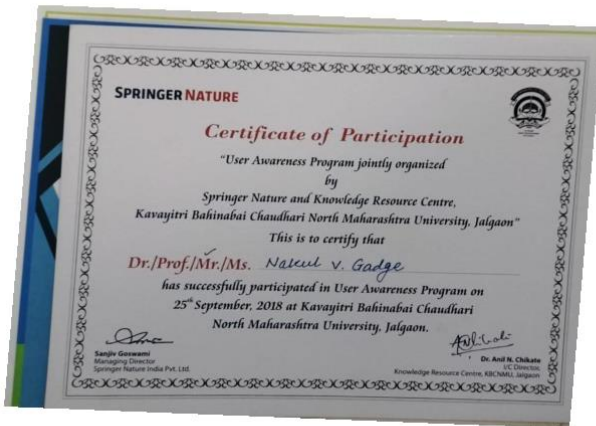 SPRINGER NATURE
Certificate of Participation
"User Awareness Program jointly organized
by
Springer Nature and Knowledge Resource Centre,
Kavayitri Bahinabai Chaudhari North Maharashtra University, Jalgaon"
This is to certify that
Dr./Prof./Mr./Ms. Nakul V. Gadge
has successfully participated in User Awareness Program on
25th September, 2018 at Kavayitri Bahinabai Chaudhari
North Maharashtra University, Jalgaon.
Sanjiv Goswami
Managing Director
Springer Nature India Pvt. Ltd.
Dr. Anil N. Chikate
I/C Director,
Knowledge Resource Centre, KBCNMU, Jalgaon